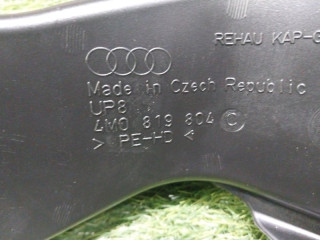 REHAU KAP-G
Made in Czech Republic
UP8
4M0 819 804 C
> PE-HD <